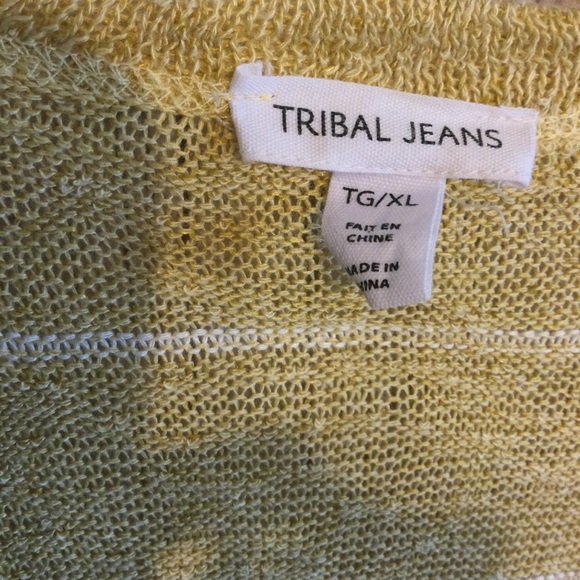 TRIBAL JEANS
TG/XL
FAIT EN
CHINE
MADE IN
CHINA